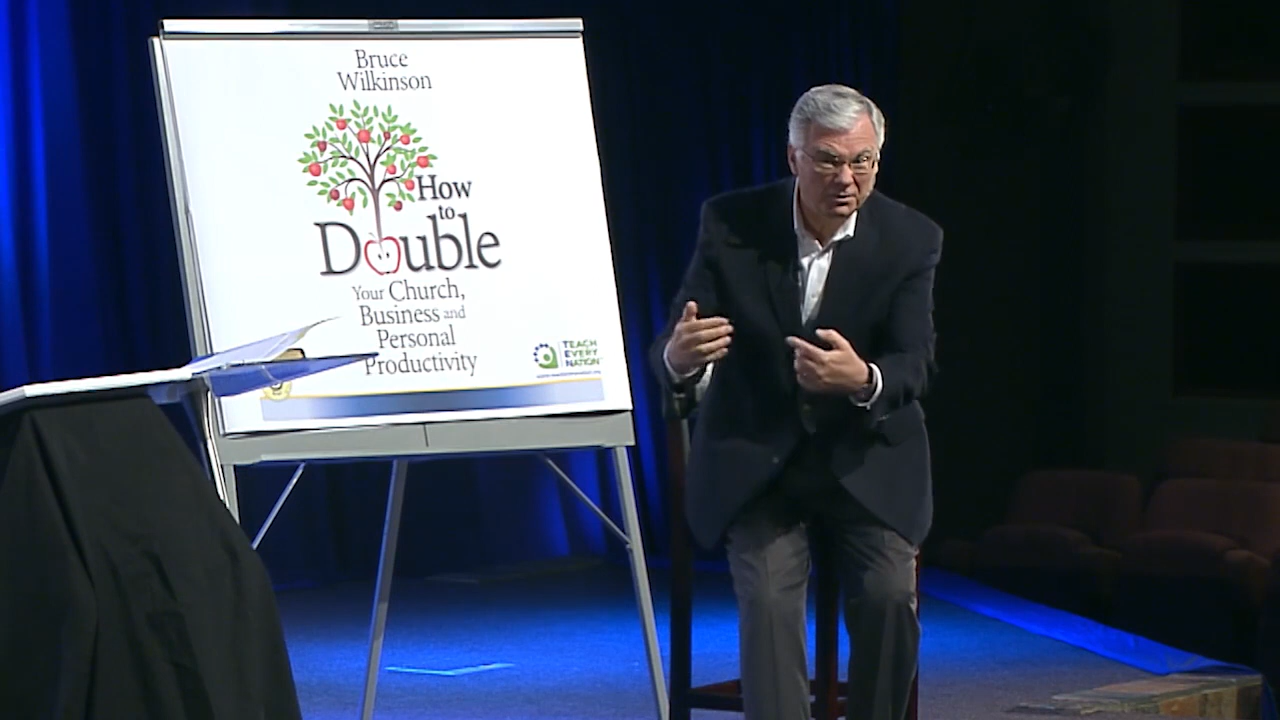 Bruce
Wilkinson
How
to
Double
Your Church,
Business and
Personal
Productivity
TEACH
EVERY
NATION